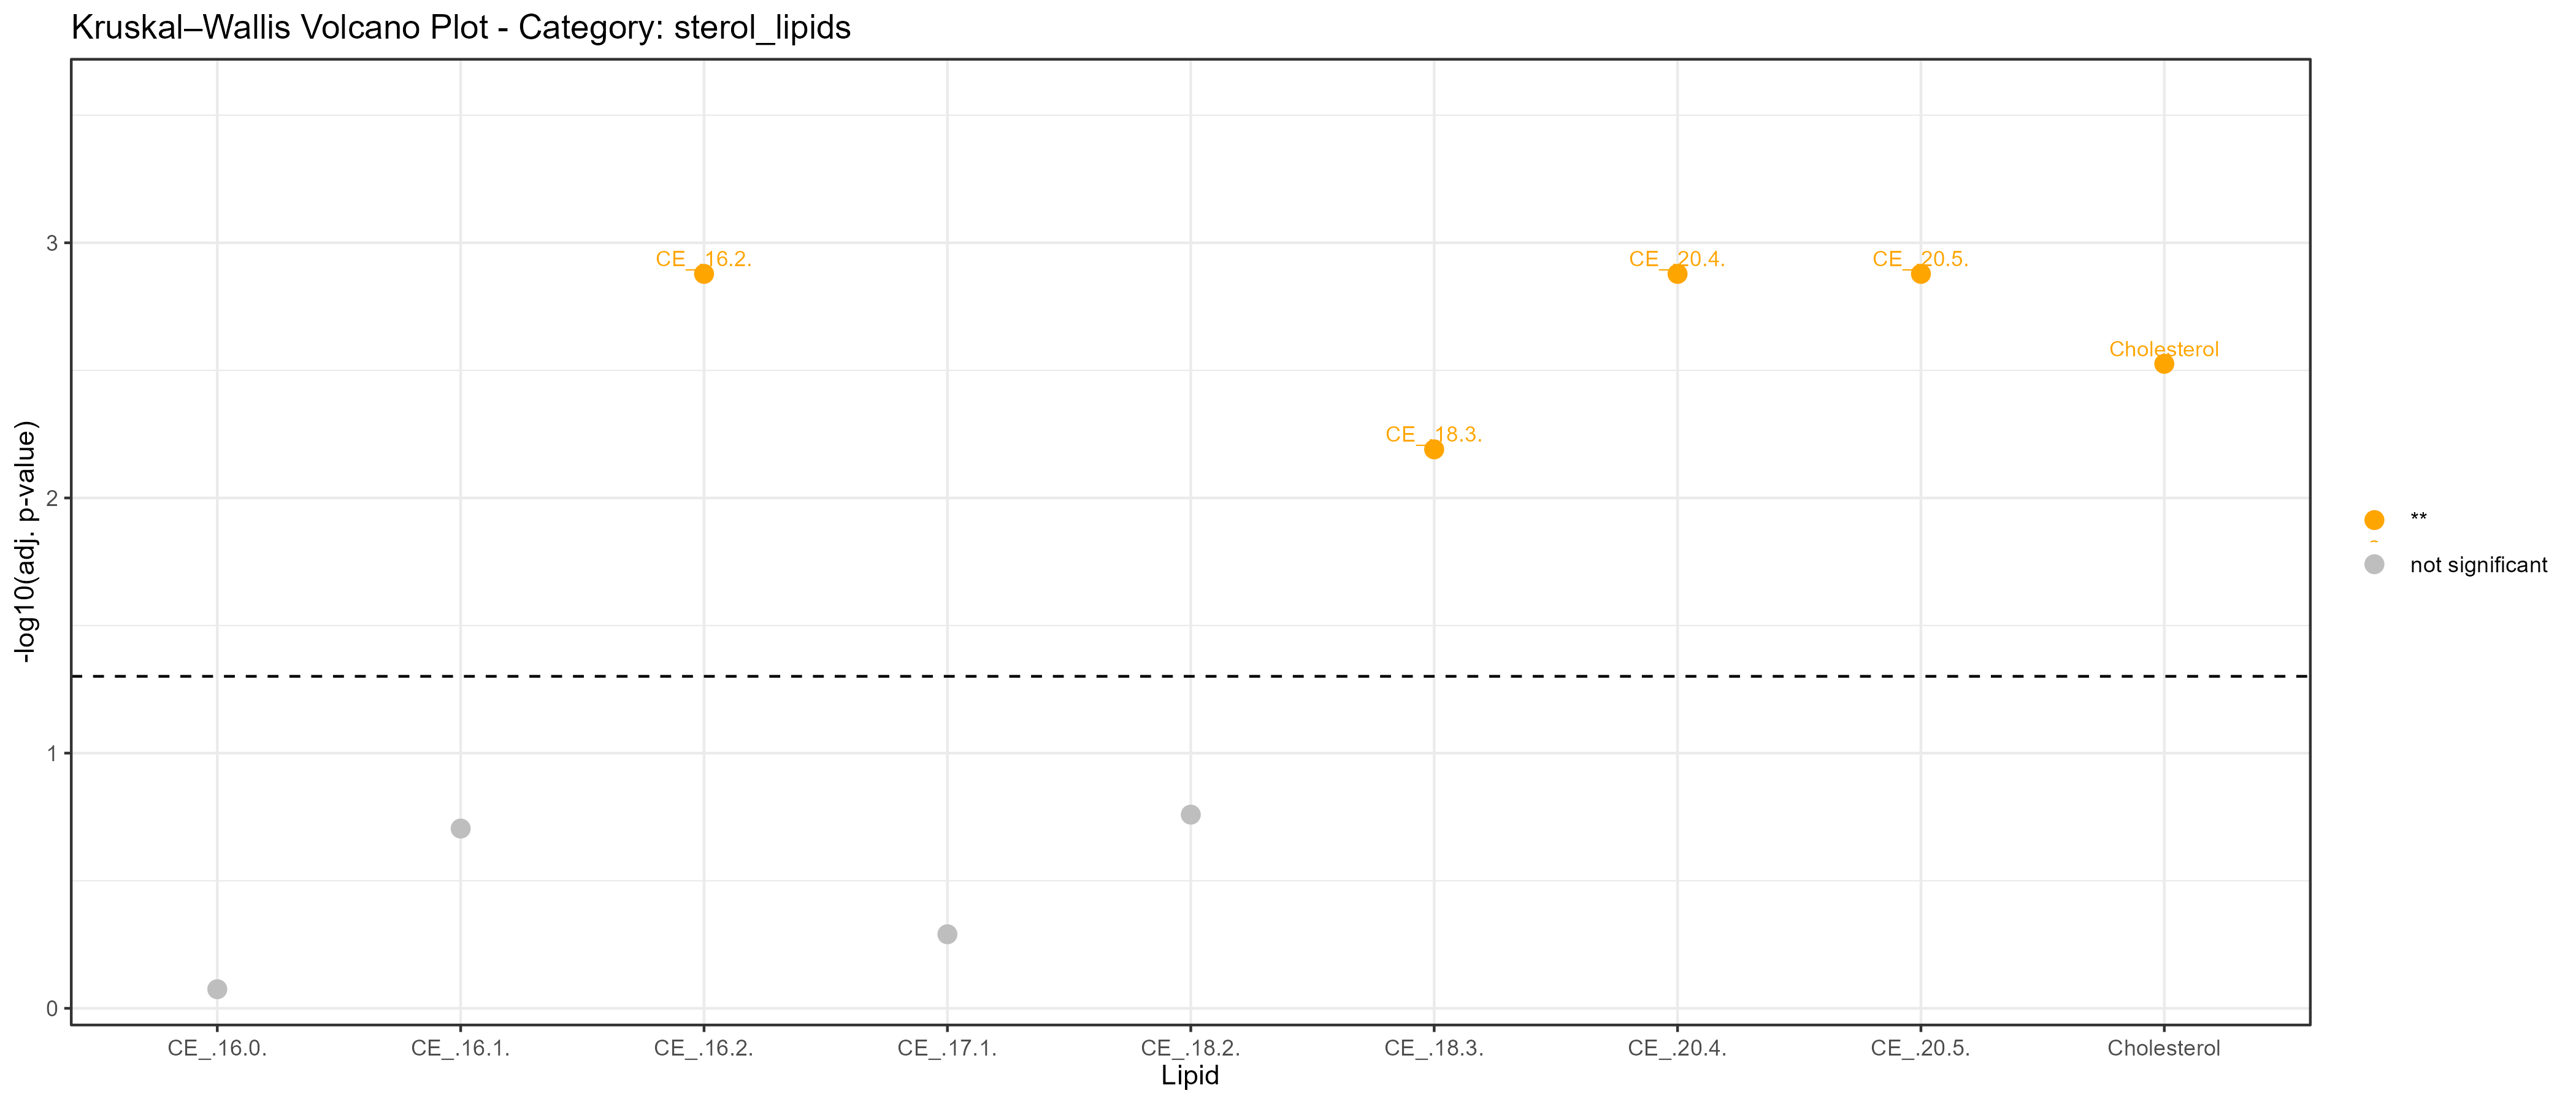 Kruskal–Wallis Volcano Plot - Category: sterol_lipids
-log10(adj. p-value)
3
2
1
0
CE_.16.2.
CE_.20.4.
CE_.20.5.
Cholesterol
CE_.18.3.
CE_.16.0.
CE_.16.1.
CE_.16.2.
CE_.17.1.
CE_.18.2.
CE_.18.3.
CE_.20.4.
CE_.20.5.
Cholesterol
Lipid
**
not significant